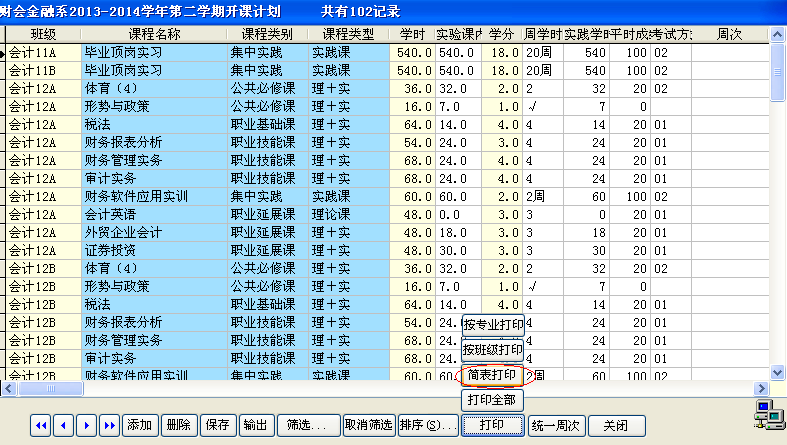 财会金融系2013-2014学年第二学期开课计划 共有102记录
班级 课程名称 课程类别 课程类型 学时 实验课内 学分 周学时 实践学时 平时成绩 考试方式 周次
会计11A 毕业顶岗实习 集中实践 实践课 540.0 540.0 18.0 20周 540 100 02
会计11B 毕业顶岗实习 集中实践 实践课 540.0 540.0 18.0 20周 540 100 02
会计12A 体育（4） 公共必修课 理＋实 36.0 32.0 2.0 2 32 20 02
会计12A 形势与政策 公共必修课 理＋实 16.0 7.0 1.0 √ 7 0
会计12A 税法 职业基础课 理＋实 64.0 14.0 4.0 4 14 20 01
会计12A 财务报表分析 职业技能课 理＋实 54.0 24.0 3.0 4 24 20 01
会计12A 财务管理实务 职业技能课 理＋实 68.0 24.0 4.0 4 24 20 01
会计12A 审计实务 职业技能课 理＋实 68.0 24.0 4.0 4 24 20 01
会计12A 财务软件应用实训 集中实践 实践课 60.0 60.0 2.0 2周 60 100 02
会计12A 会计英语 职业延展课 理论课 48.0 0.0 3.0 3 0 20 01
会计12A 外贸企业会计 职业延展课 理＋实 48.0 18.0 3.0 3 18 20 01
会计12A 证券投资 职业延展课 理＋实 48.0 30.0 3.0 3 30 20 01
会计12B 体育（4） 公共必修课 理＋实 36.0 32.0 2.0 2 32 20 02
会计12B 形势与政策 公共必修课 理＋实 16.0 7.0 1.0 √ 7 0
会计12B 税法 职业基础课 理＋实 64.0 14.0 4.0 4 14 20 01
会计12B 财务报表分析 职业技能课 理＋实 54.0 24. 4 24 20 01
会计12B 财务管理实务 职业技能课 理＋实 68.0 24. 24 20 01
会计12B 审计实务 职业技能课 理＋实 68.0 24. 4 24 20 01
会计12B 财务软件应用实训 集中实践 实践课 60.0 60. 2周 60 100 02
按专业打印
按班级打印
简表打印
打印全部
添加 删除 保存 输出 筛选... 取消筛选 排序(S)... 打印 统一周次 关闭